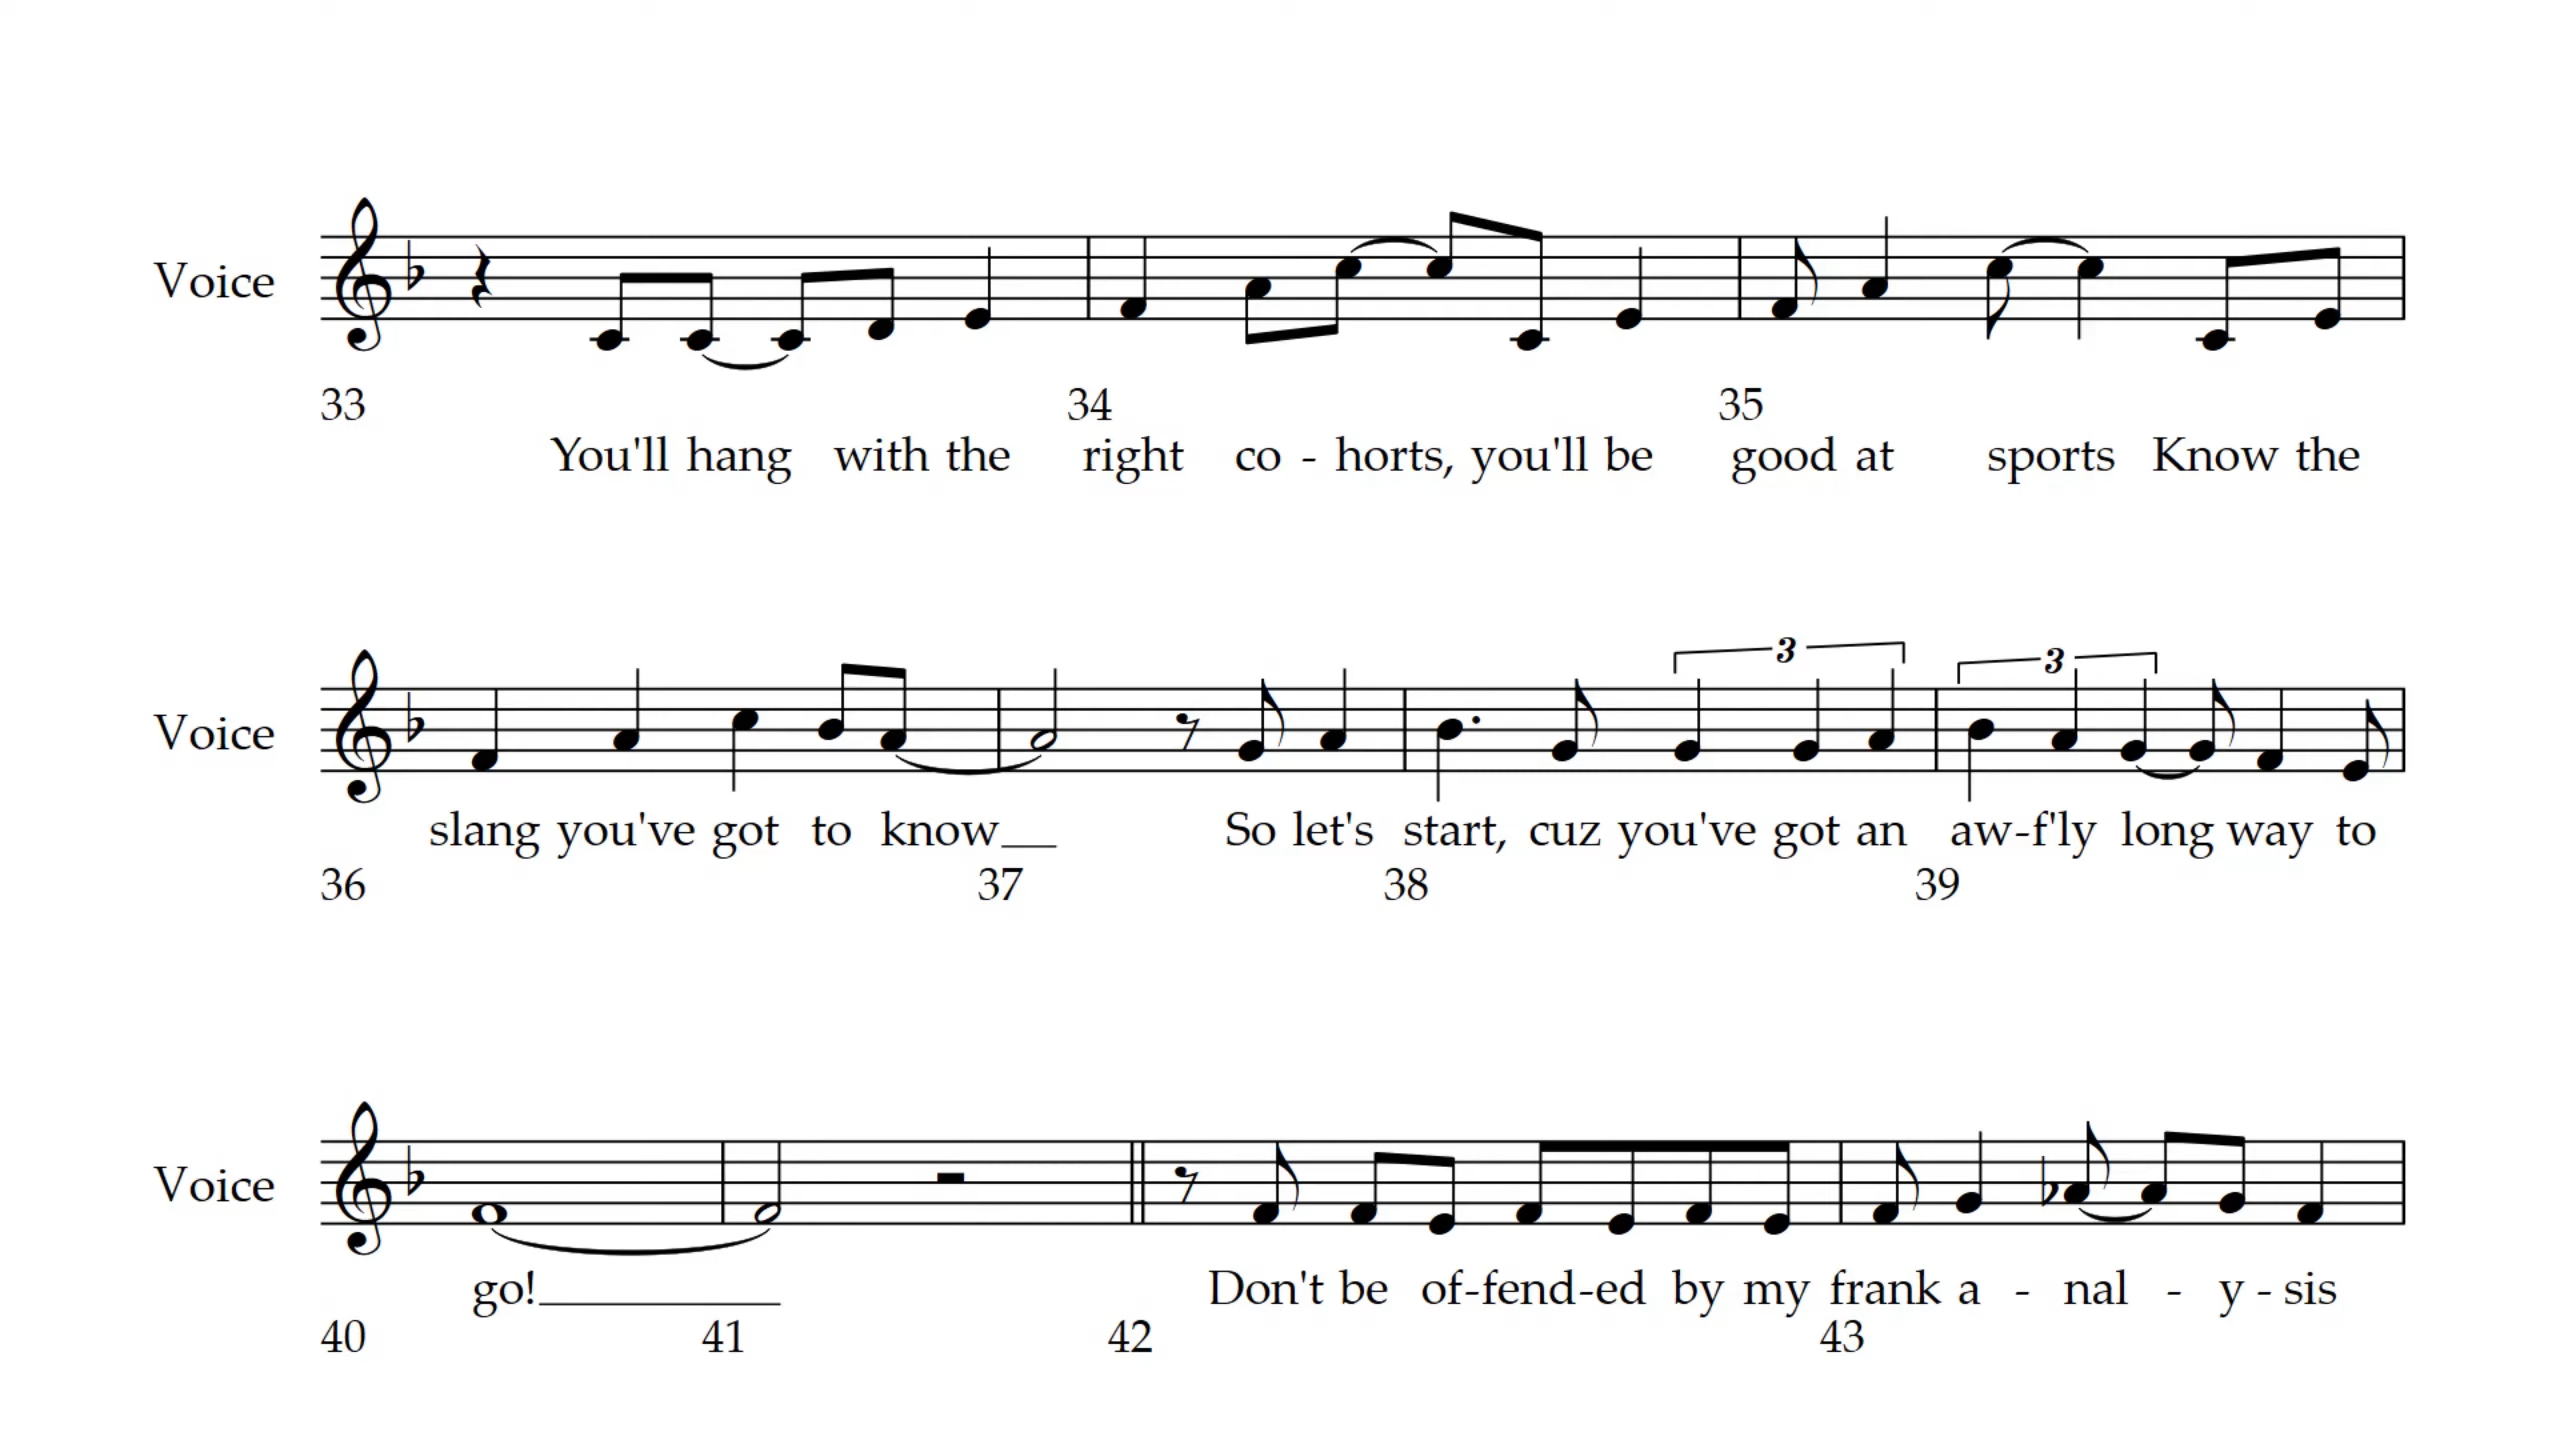 Voice
33 34 35
You'll hang with the right co - horts, you'll be good at sports Know the
3 3
Voice
slang you've got to know__ So let's start, cuz you've got an aw-f'ly long way to
36 37 38 39
Voice
go!__________ Don't be of-fend-ed by my frank a - nal - y - sis
40 41 42 43